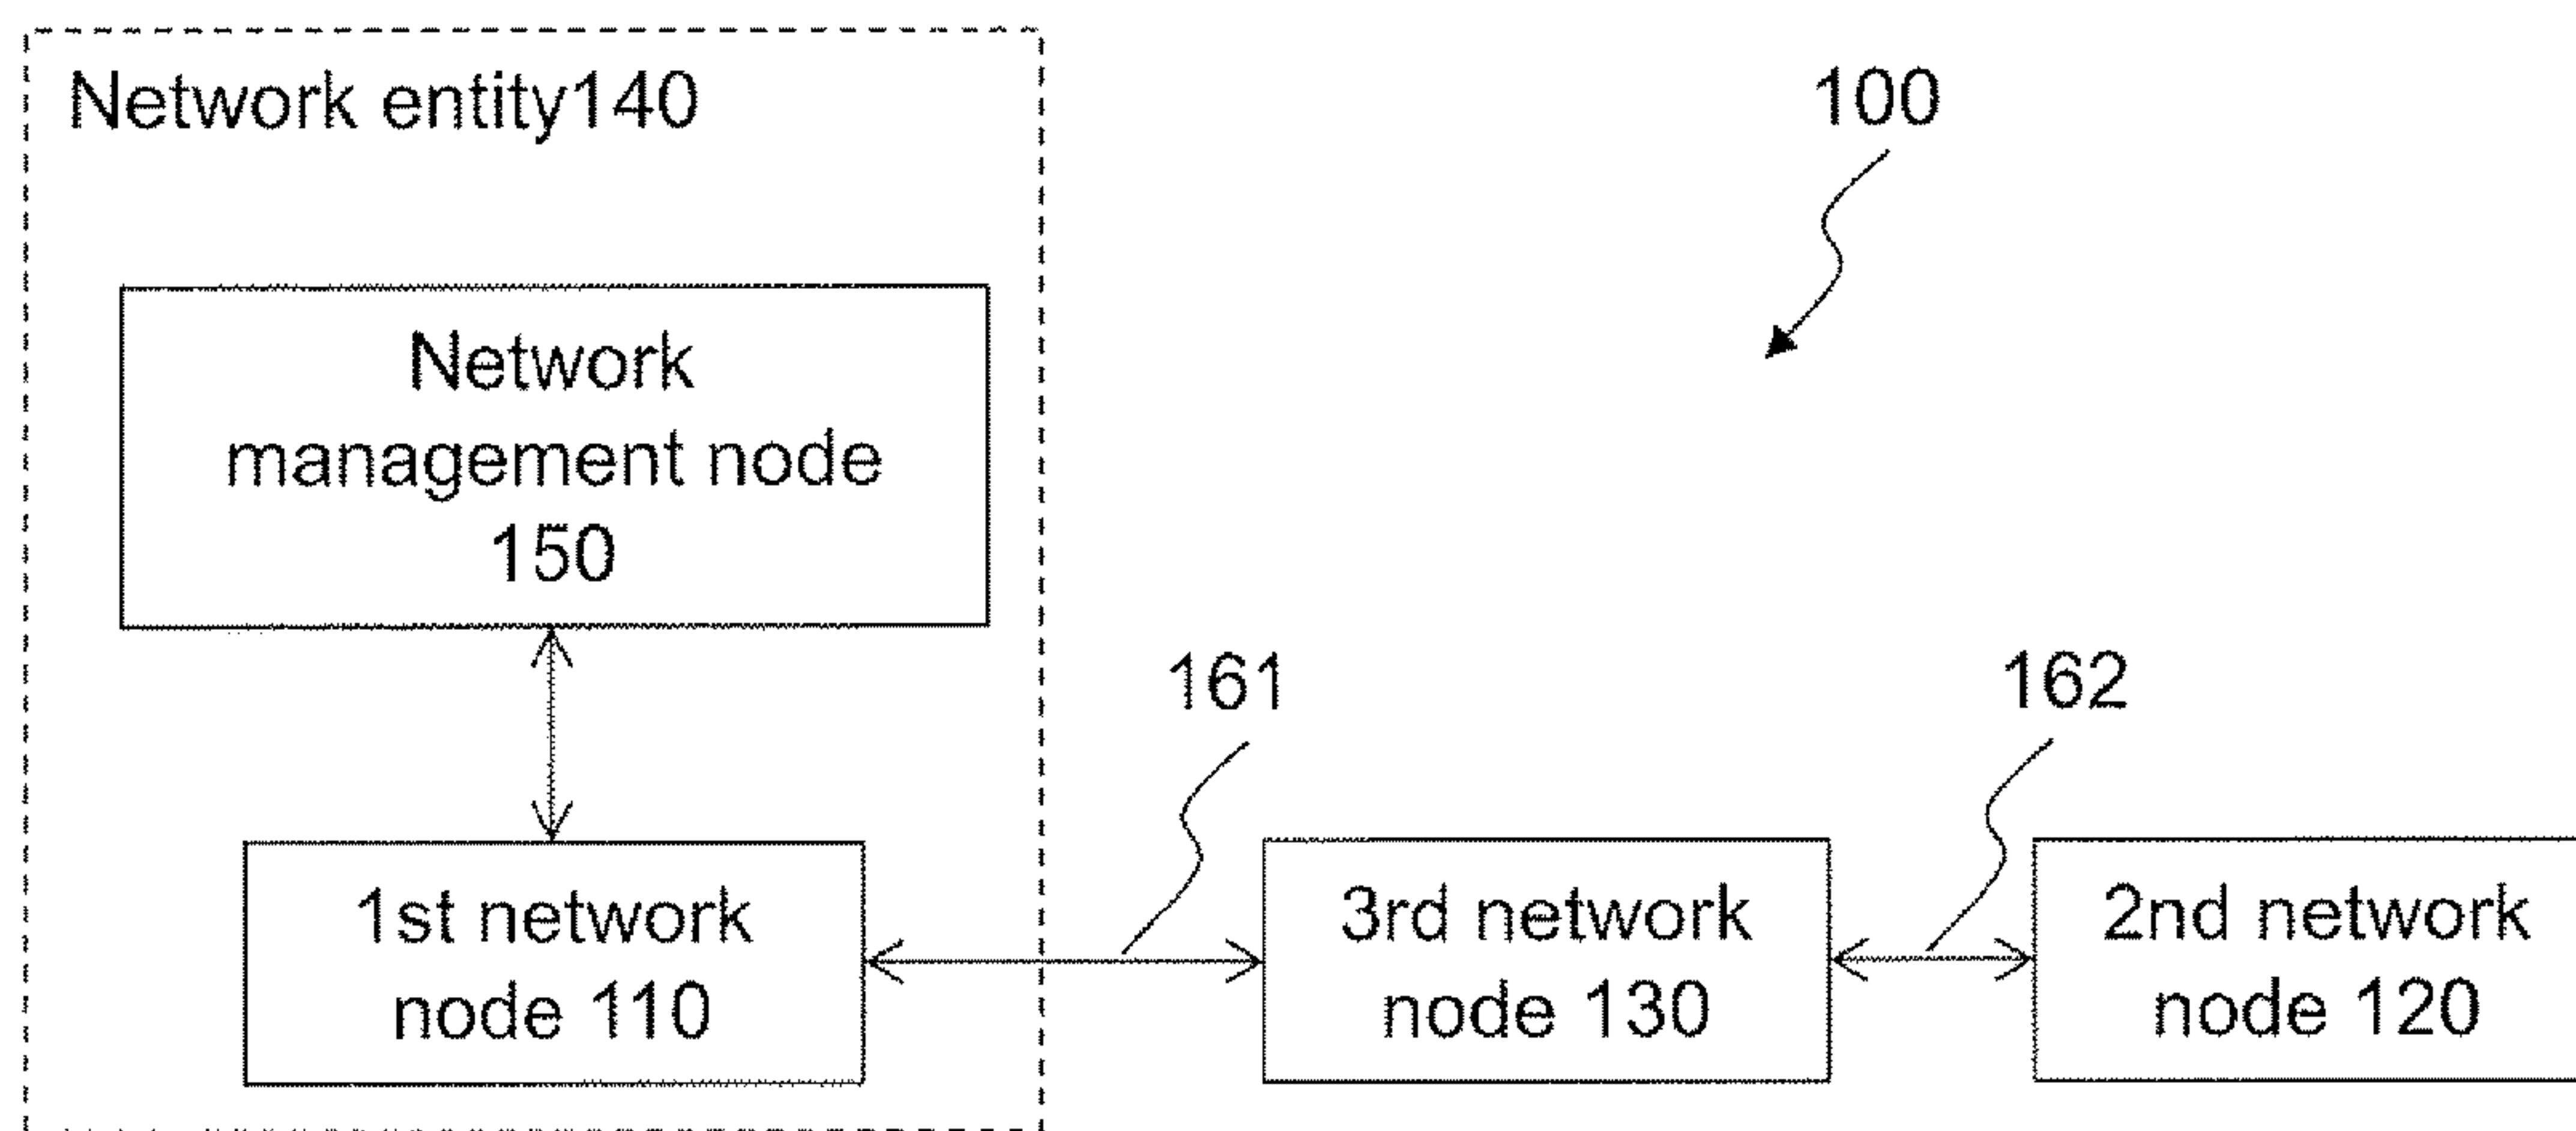 Network entity140
100
Network
management node
150
161
162
1st network
node 110
3rd network
node 130
2nd network
node 120